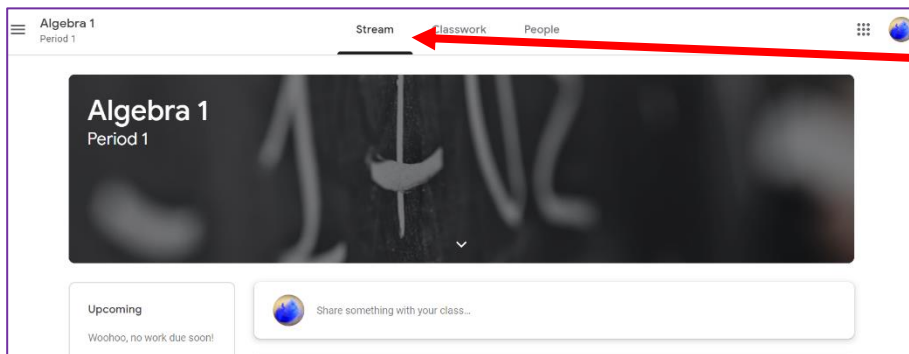 Algebra 1
Period 1
Stream Classwork People
Algebra 1
Period 1
Upcoming
Woohoo, no work due soon!
Share something with your class...